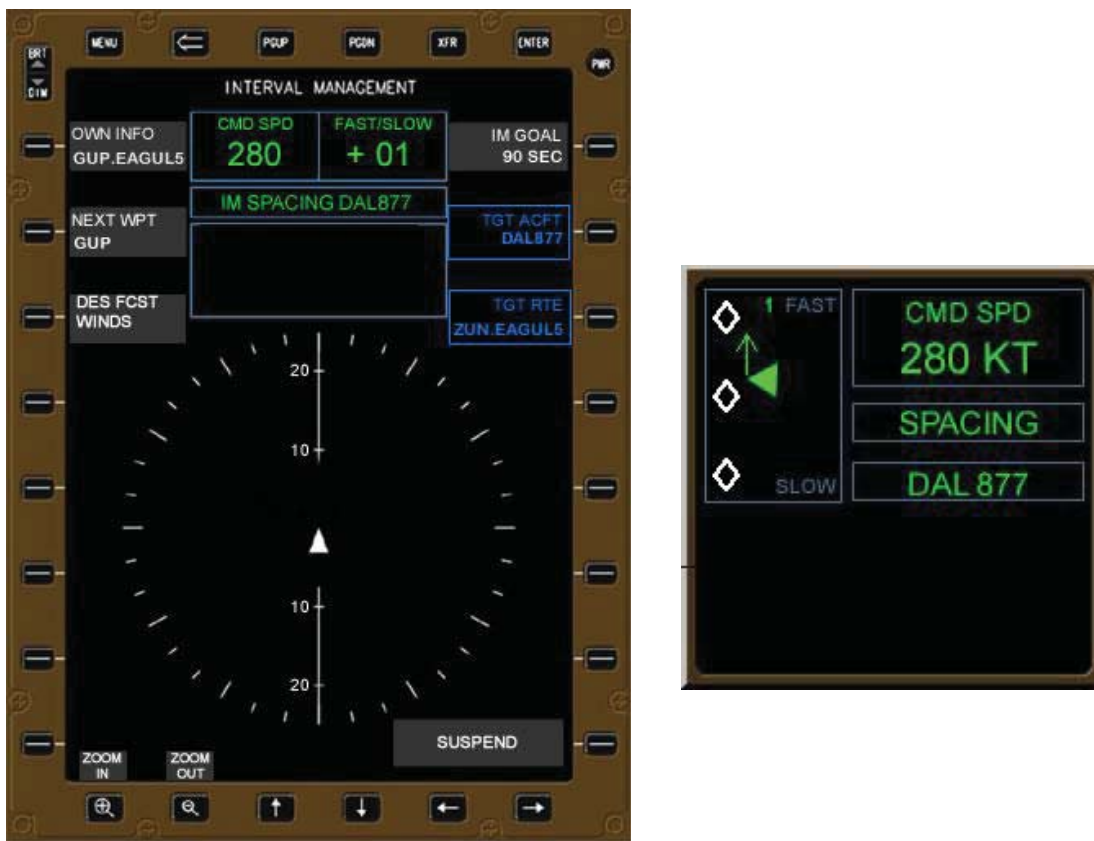 MENU
PGUP
PGDN
XFR
ENTER
BRT
DIM
PWR
INTERVAL MANAGEMENT
OWN INFO
GUP.EAGUL5
CMD SPD
280
FAST/SLOW
+ 01
IM GOAL
90 SEC
IM SPACING DAL877
NEXT WPT
GUP
TGT ACFT
DAL877
DES FCST
WINDS
TGT RTE
ZUN.EAGUL5
20
10
10
20
SUSPEND
ZOOM
IN
ZOOM
OUT
1 FAST
SLOW
CMD SPD
280 KT
SPACING
DAL 877